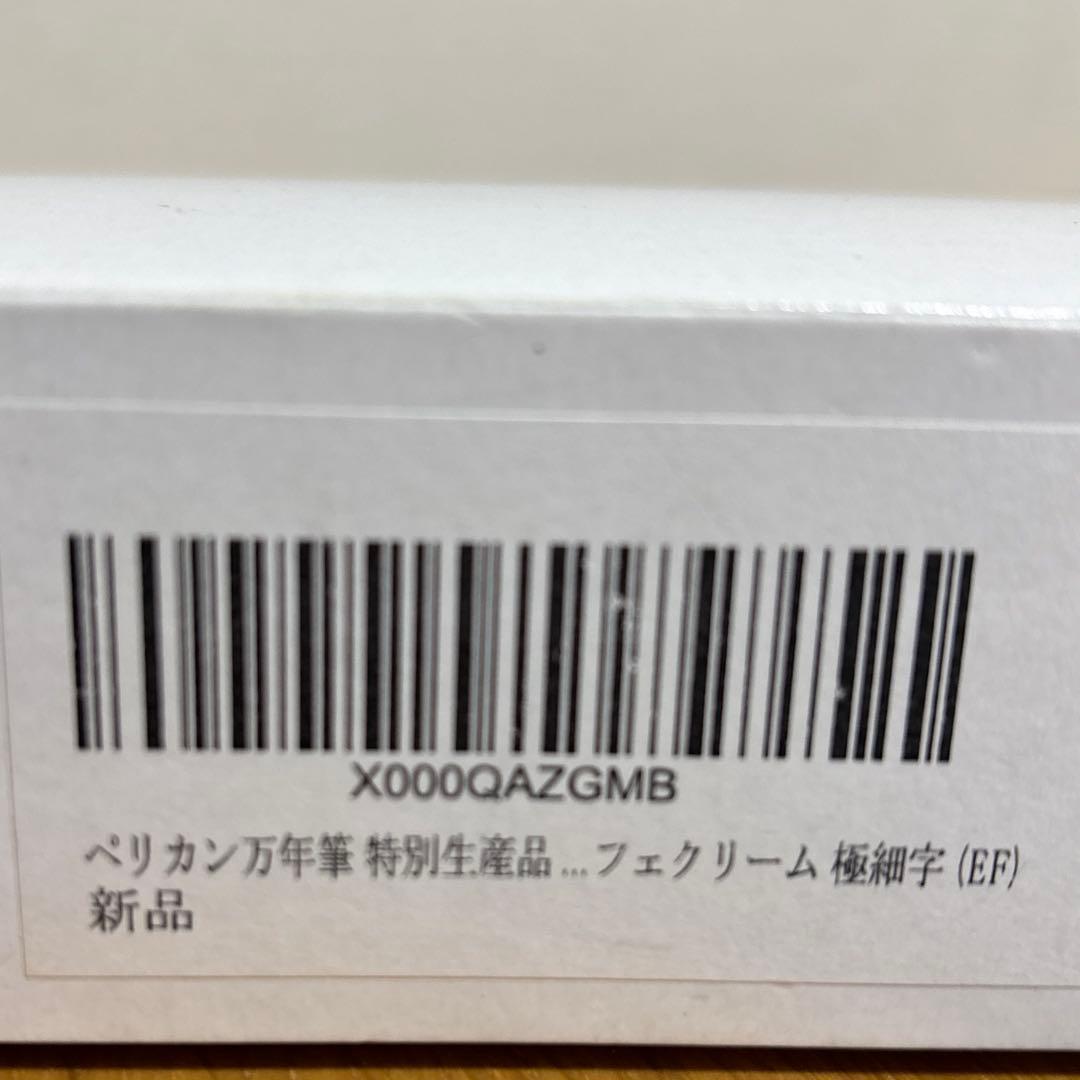 X000QAZGMB
ペリカン万年筆 特別生産品 ...フェクリーム 極細字 (EF)
新品